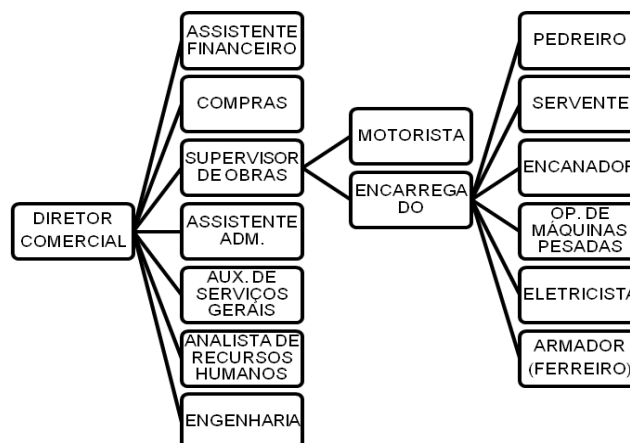 DIRETOR
COMERCIAL
ASSISTENTE
FINANCEIRO
COMPRAS
SUPERVISOR
DE OBRAS
ASSISTENTE
ADM.
AUX. DE
SERVIÇOS
GERAIS
ANALISTA DE
RECURSOS
HUMANOS
ENGENHARIA
MOTORISTA
ENCARREGA
DO
PEDREIRO
SERVENTE
ENCANADOR
OP. DE
MÁQUINAS
PESADAS
ELETRICISTA
ARMADOR
(FERREIRO)